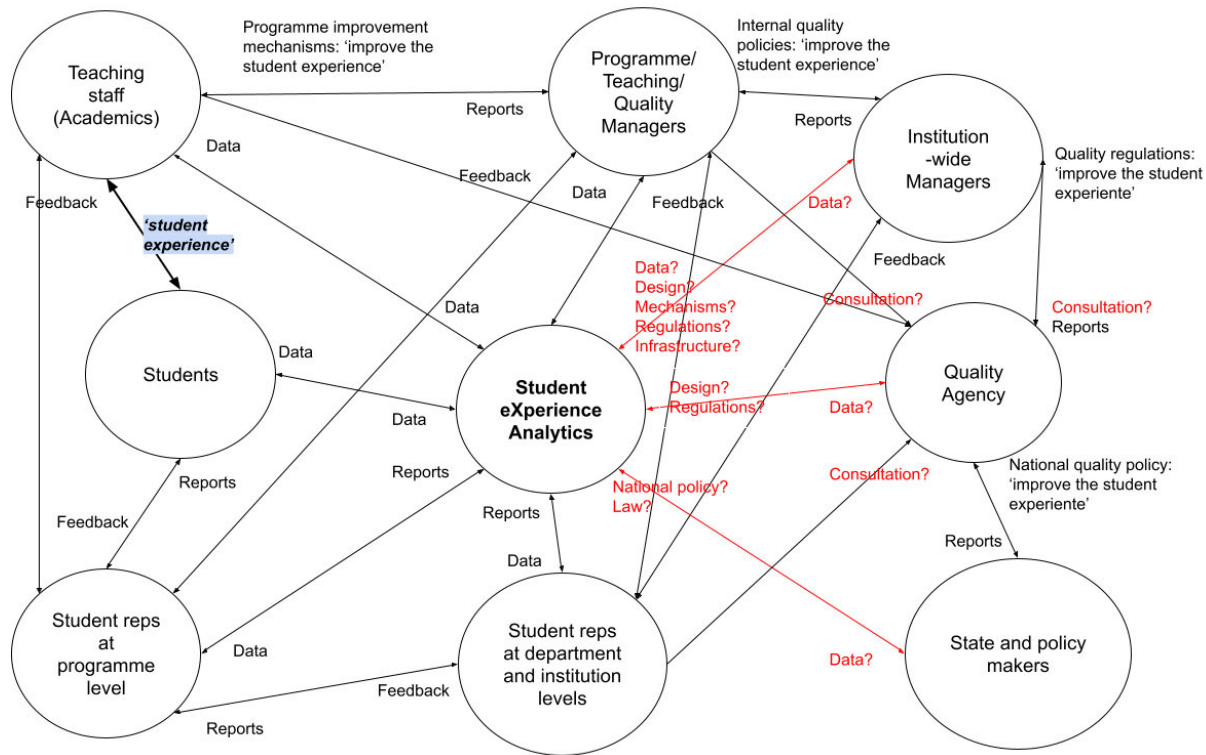 Programme improvement
mechanisms: ‘improve the
student experience’
Internal quality
policies: ‘improve the
student experience’
Teaching
staff
(Academics)
Programme/
Teaching/
Quality
Managers
Reports
Reports
Institution
-wide
Managers
Quality regulations:
‘improve the student
experiente’
Data
Feedback
Data
Feedback
Data?
Feedback
‘student
experience’
Feedback
Data?
Design?
Mechanisms?
Regulations?
Infrastructure?
Consultation?
Consultation?
Reports
Data
Data
Students
Student
eXperience
Analytics
Design?
Regulations?
Data?
Quality
Agency
Data
Reports
Reports
Consultation?
National quality policy:
‘improve the student
experiente’
National policy?
Law?
Feedback
Reports
Data
Reports
Student reps
at
programme
level
Data
Student reps
at department
and institution
levels
Data?
State and policy
makers
Feedback
Reports